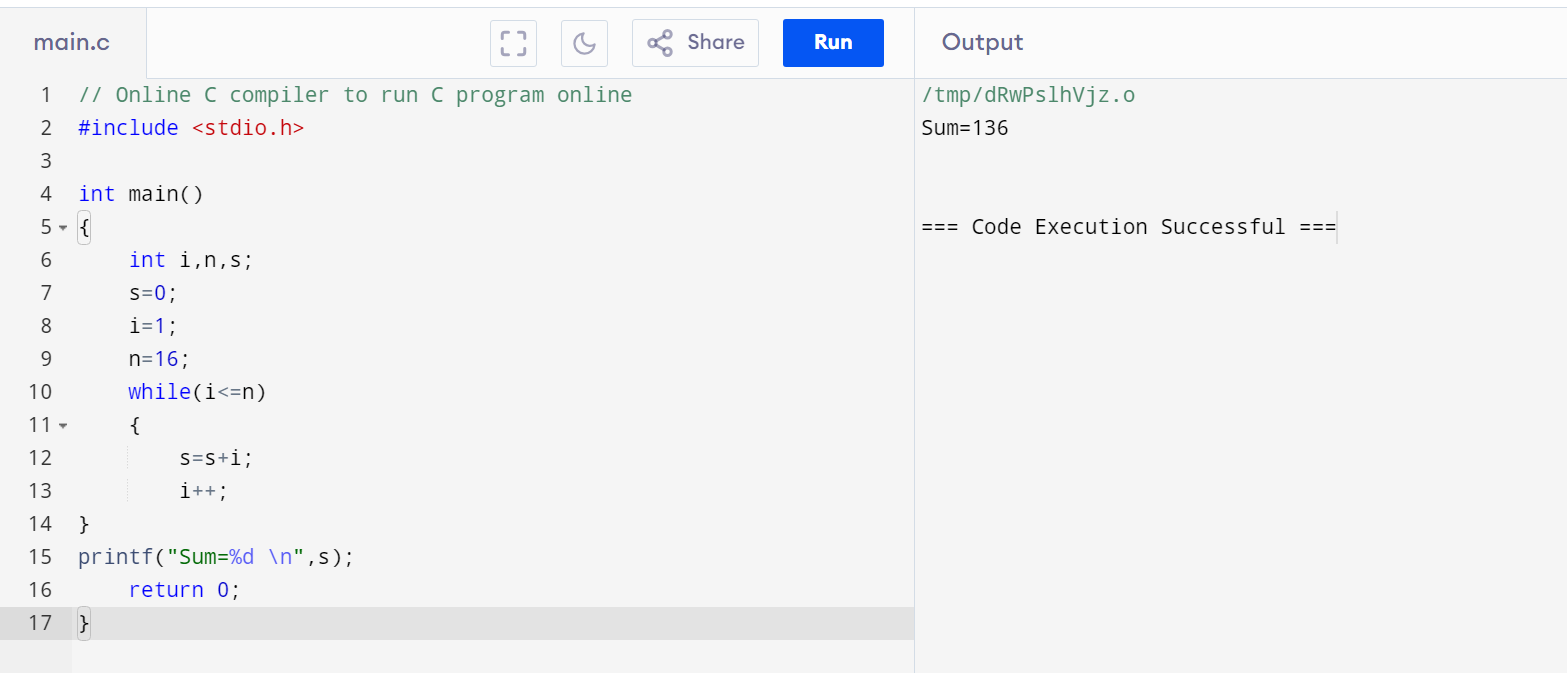 main.c
Share
Run
Output
1 // Online C compiler to run C program online
2 #include <stdio.h>
3
4 int main()
5 {
6     int i,n,s;
7     s=0;
8     i=1;
9     n=16;
10     while(i<=n)
11     {
12         s=s+i;
13         i++;
14 }
15 printf("Sum=%d \n",s);
16     return 0;
17 }
/tmp/dRwPslhVjz.o
Sum=136
=== Code Execution Successful ===